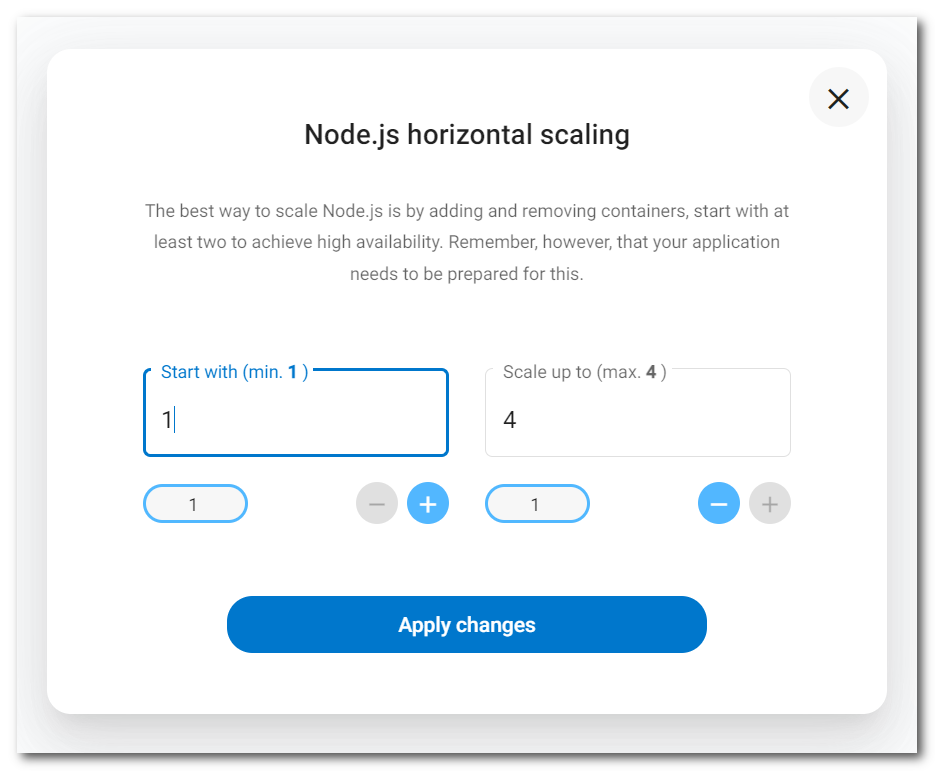 Node.js horizontal scaling
The best way to scale Node.js is by adding and removing containers, start with at
least two to achieve high availability. Remember, however, that your application
needs to be prepared for this.
Start with (min. 1 )
1
Scale up to (max. 4 )
4
1
1
Apply changes